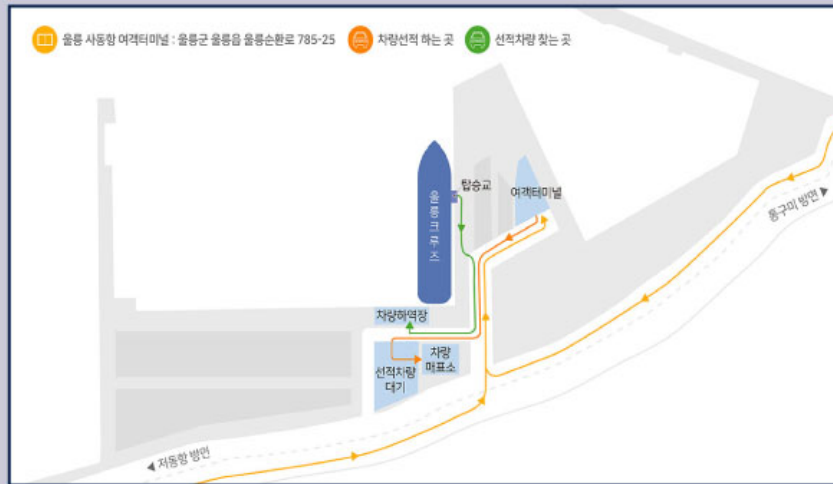 울릉 사동항 여객터미널 : 울릉군 울릉읍 울릉순환로 785-25
차량선적 하는 곳
선적차량 찾는 곳
탑승교
여객터미널
울릉크루즈
홍구미 방면 ▶
차량하역장
선적차량
대기
차량
매표소
◀ 저동항 방면